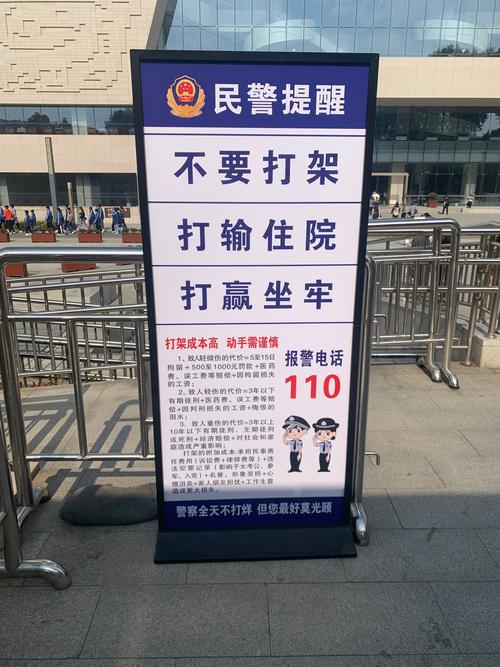 民警提醒
不要打架
打输住院
打赢坐牢
打架成本高 动手需谨慎
1、致人轻微伤的代价=5至15日
拘留+500至1000元罚款+医药
费、误工费等赔偿+因拘留损失
的工资;
2、致人轻伤的代价=3年以下
有期徒刑+医药费、误工费等赔
偿+因判刑损失的工资+悔恨的
泪水;
3、致人重伤的代价=3年以上
10年以下有期徒刑、无期徒刑
或死刑+经济赔偿+对社会和家
庭造成严重影响;
打架的附加成本:承担民事责
任费用(诉讼费+律师费等)+违
法犯罪记录(影响子女考公、参
军、入党)+名誉、形象受损+心
情沮丧+家人朋友担忧+工作生意
造成更大损失。
报警电话
110
警察全天不打烊 但您最好莫光顾